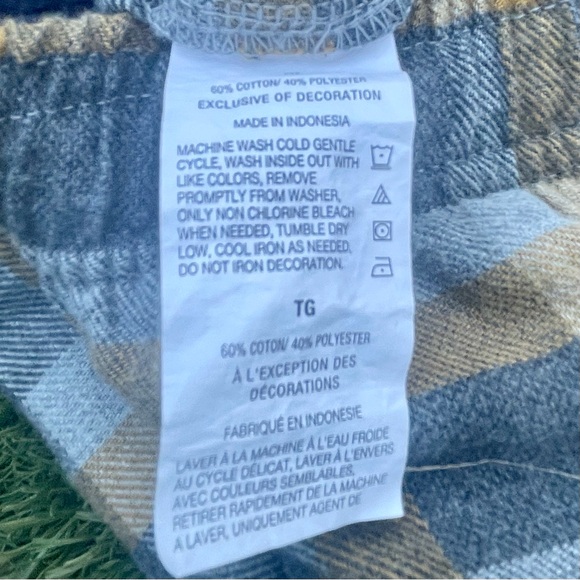 60% COTTON/ 40% POLYESTER
EXCLUSIVE OF DECORATION
MADE IN INDONESIA
MACHINE WASH COLD GENTLE
CYCLE, WASH INSIDE OUT WITH
LIKE COLORS, REMOVE
PROMPTLY FROM WASHER,
ONLY NON CHLORINE BLEACH
WHEN NEEDED, TUMBLE DRY
LOW, COOL IRON AS NEEDED,
DO NOT IRON DECORATION.
TG
60% COTON/ 40% POLYESTER
À L'EXCEPTION DES
DÉCORATIONS
FABRIQUÉ EN INDONESIE
LAVER À LA MACHINE À L'EAU FROIDE
AU CYCLE DÉLICAT, LAVER À L'ENVERS
AVEC COULEURS SEMBLABLES,
RETIRER RAPIDEMENT DE LA MACHINE
A LAVER, UNIQUEMENT AGENT DE